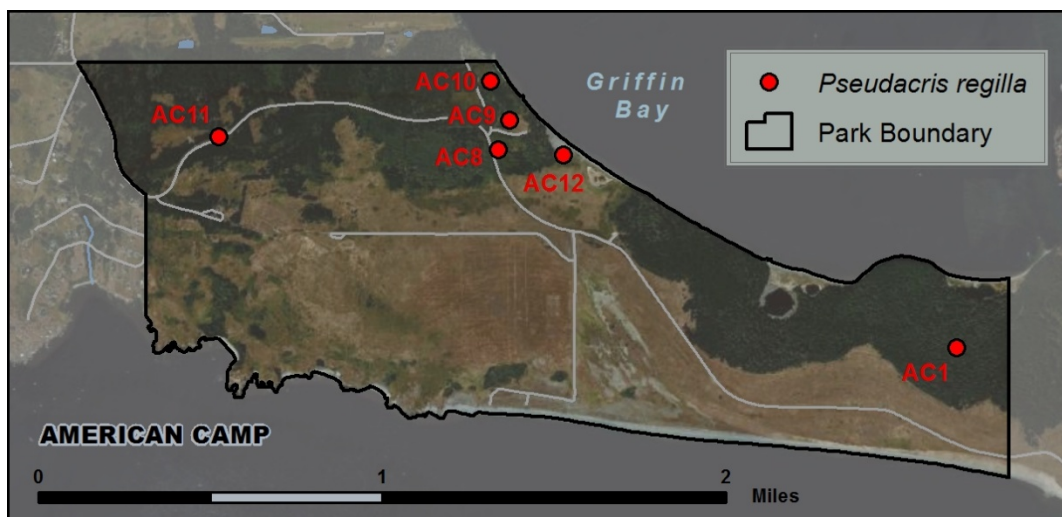 Griffin
Bay
Pseudacris regilla
Park Boundary
AC10
AC11
AC9
AC8
AC12
AC1
AMERICAN CAMP
0 1 2
Miles